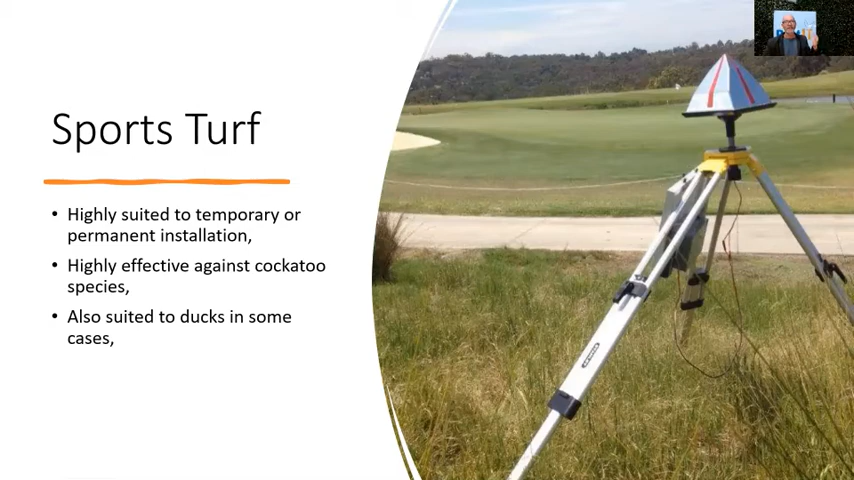 Sports Turf
• Highly suited to temporary or
permanent installation,
• Highly effective against cockatoo
species,
• Also suited to ducks in some
cases,